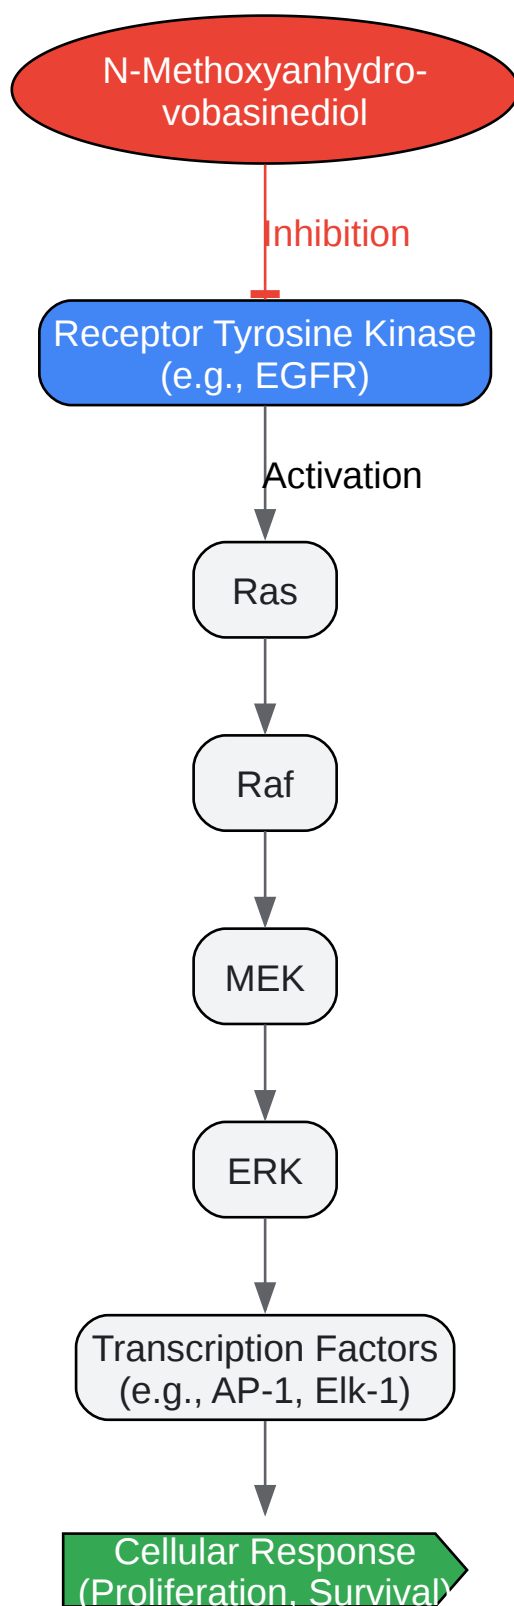 N-Methoxyanhydro-
vobasinediol
Inhibition
Receptor Tyrosine Kinase
(e.g., EGFR)
Activation
Ras
Raf
MEK
ERK
Transcription Factors
(e.g., AP-1, Elk-1)
Cellular Response
(Proliferation, Survival)